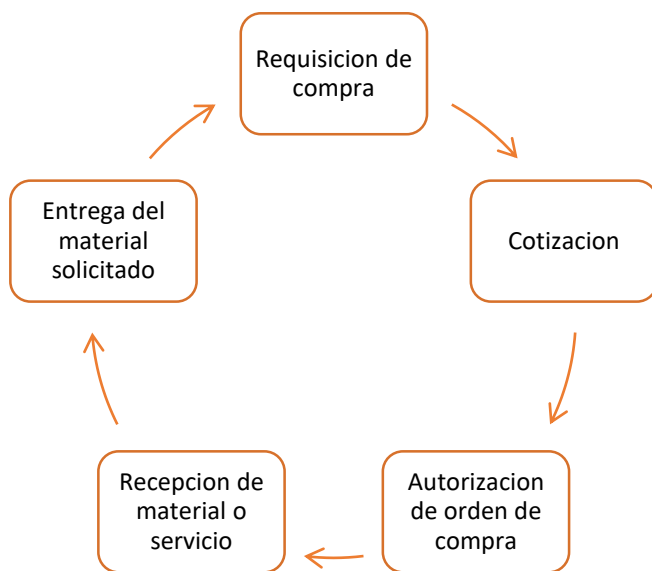 Requisicion de
compra
Cotizacion
Autorizacion
de orden de
compra
Recepcion de
material o
servicio
Entrega del
material
solicitado